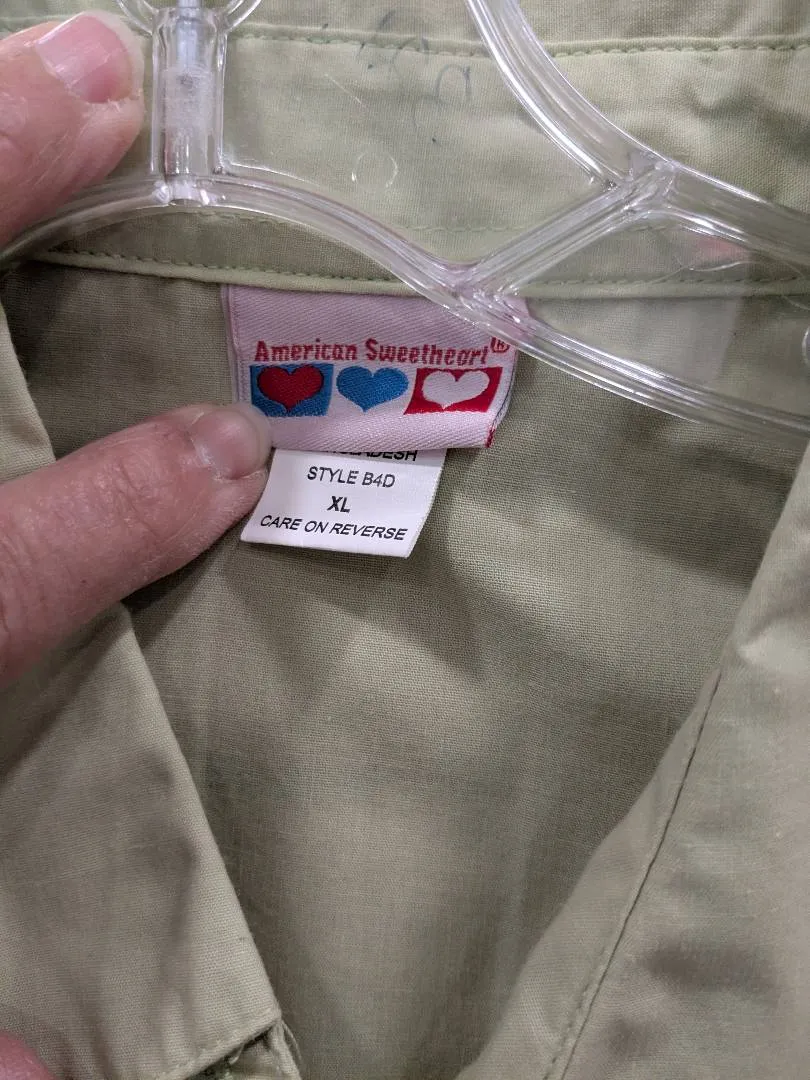 American Sweetheart®
STYLE B4D
XL
CARE ON REVERSE